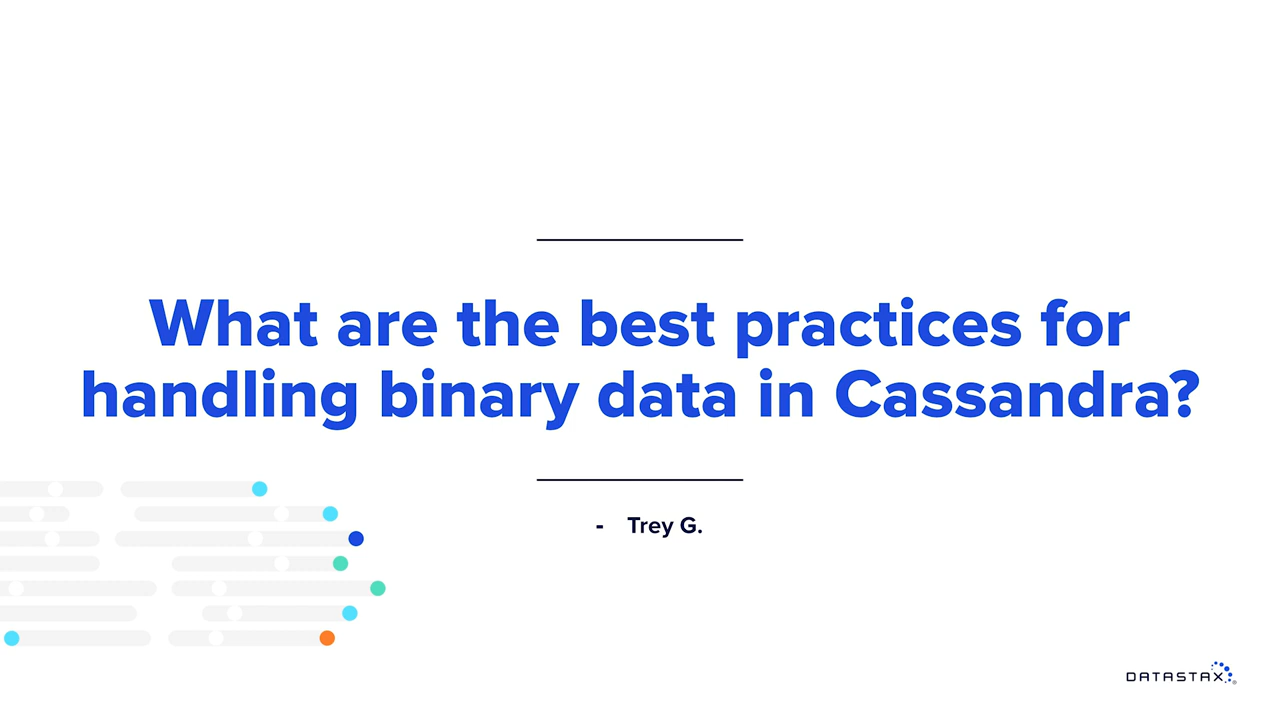 What are the best practices for
handling binary data in Cassandra?
- Trey G.
DATASTAX®